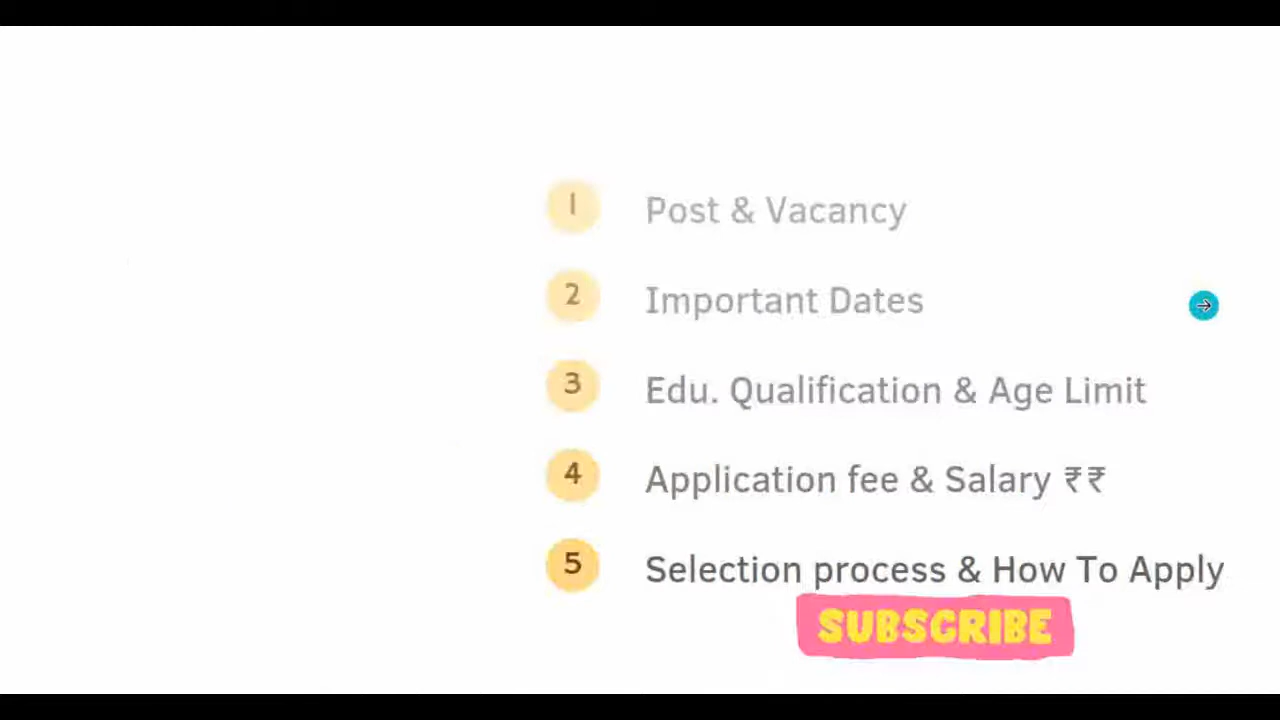 1 Post & Vacancy
2 Important Dates
3 Edu. Qualification & Age Limit
4 Application fee & Salary ₹₹
5 Selection process & How To Apply
SUBSCRIBE